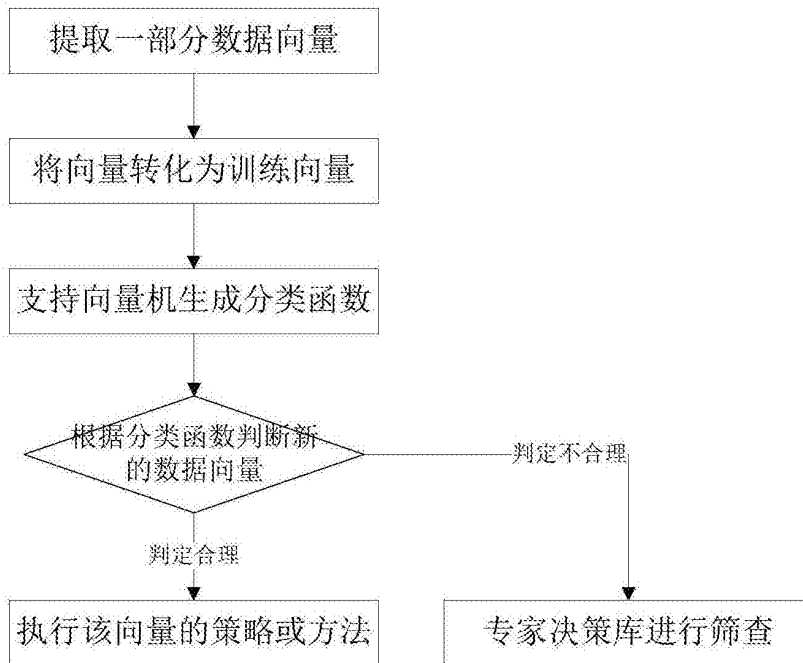 提取一部分数据向量
将向量转化为训练向量
支持向量机生成分类函数
根据分类函数判断新
的数据向量
判定不合理
判定合理
执行该向量的策略或方法
专家决策库进行筛查